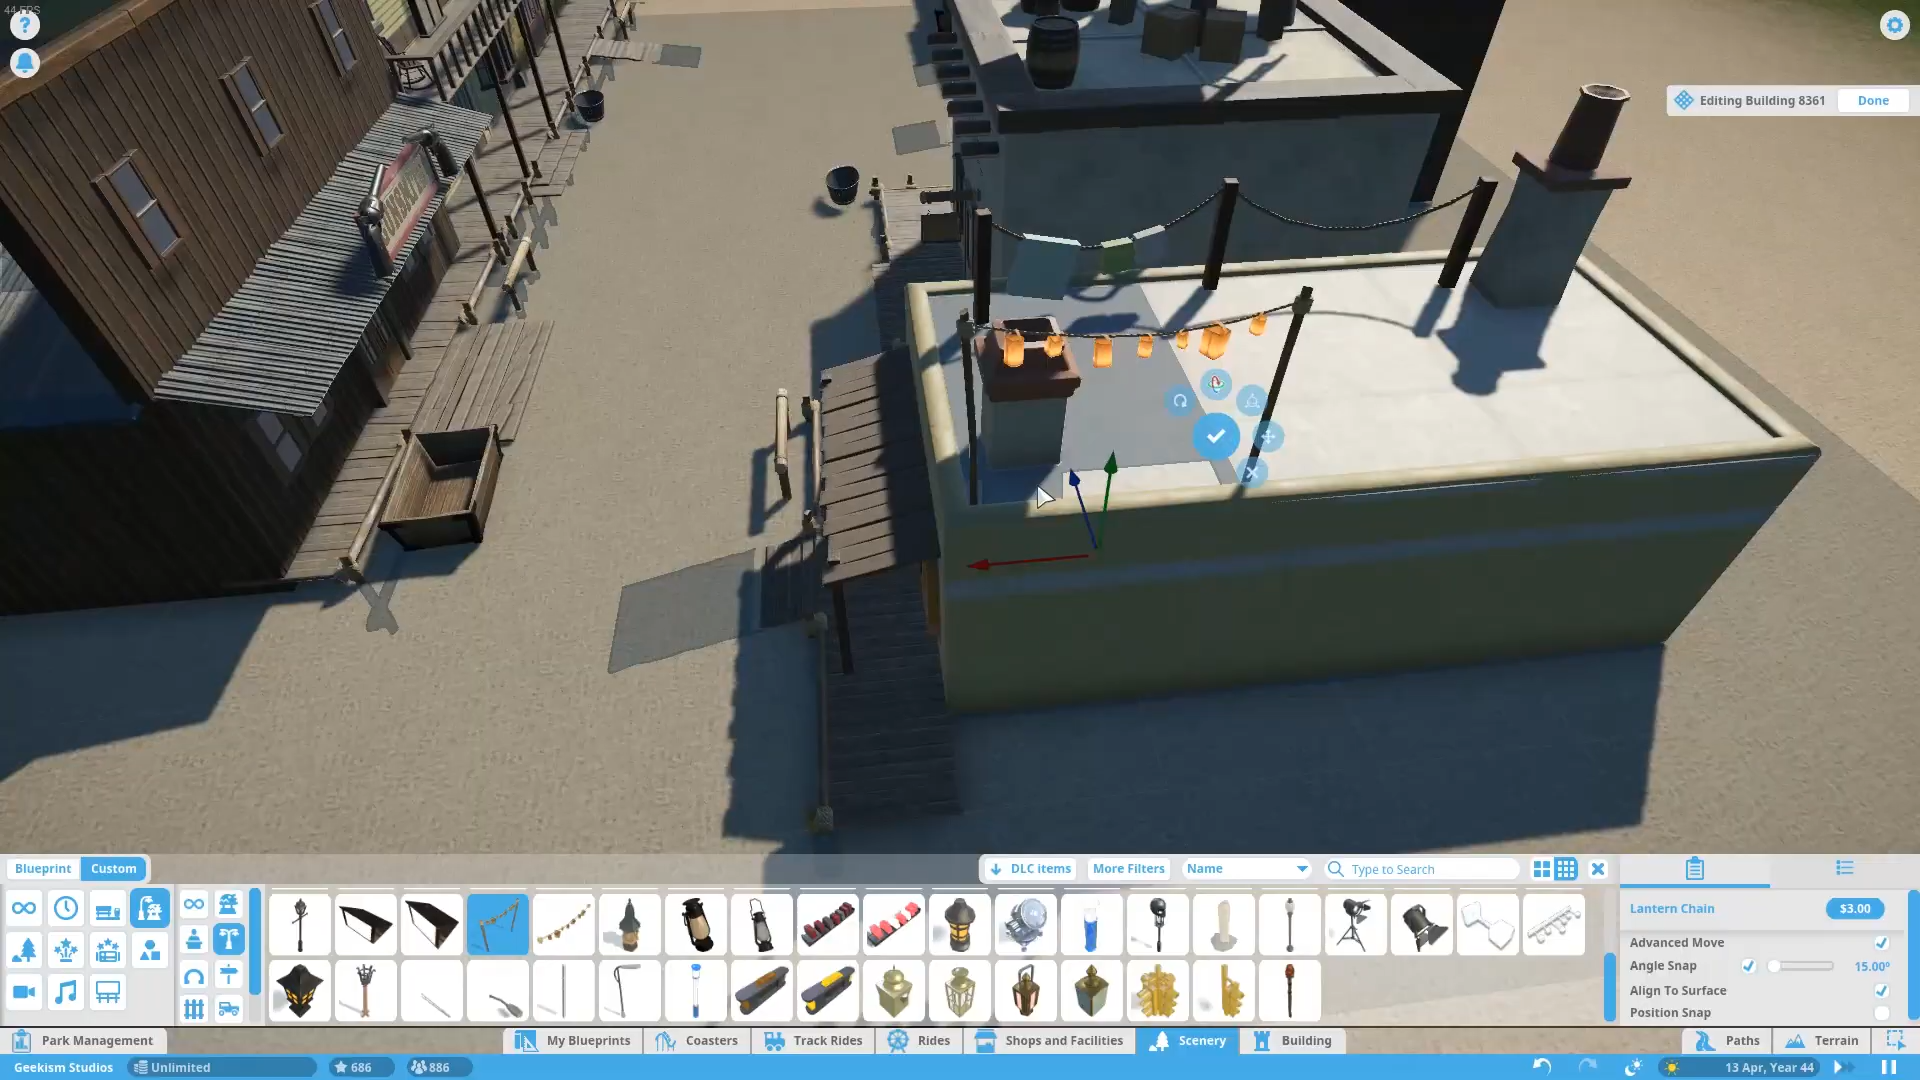 44 FPS
?
Editing Building 8361 Done
Blueprint Custom
DLC items More Filters Name Type to Search
Lantern Chain $3.00
Advanced Move
Angle Snap 15.00°
Align To Surface
Position Snap
Park Management My Blueprints Coasters Track Rides Rides Shops and Facilities Scenery Building Paths Terrain
Geekism Studios Unlimited 686 886 13 Apr, Year 44